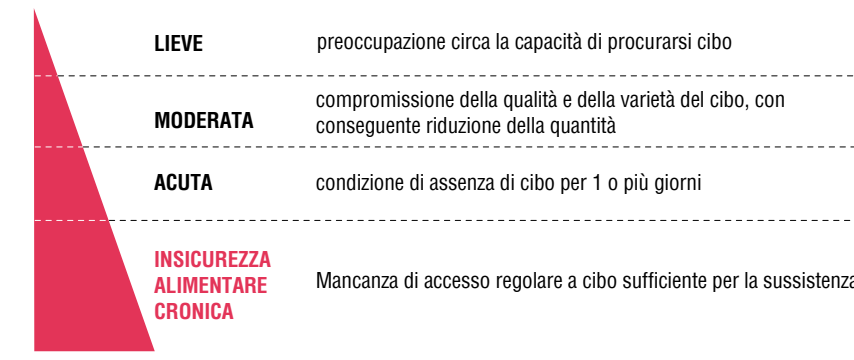 LIEVE preoccupazione circa la capacità di procurarsi cibo
MODERATA compromissione della qualità e della varietà del cibo, con
conseguente riduzione della quantità
ACUTA condizione di assenza di cibo per 1 o più giorni
INSICUREZZA
ALIMENTARE
CRONICA
Mancanza di accesso regolare a cibo sufficiente per la sussistenza